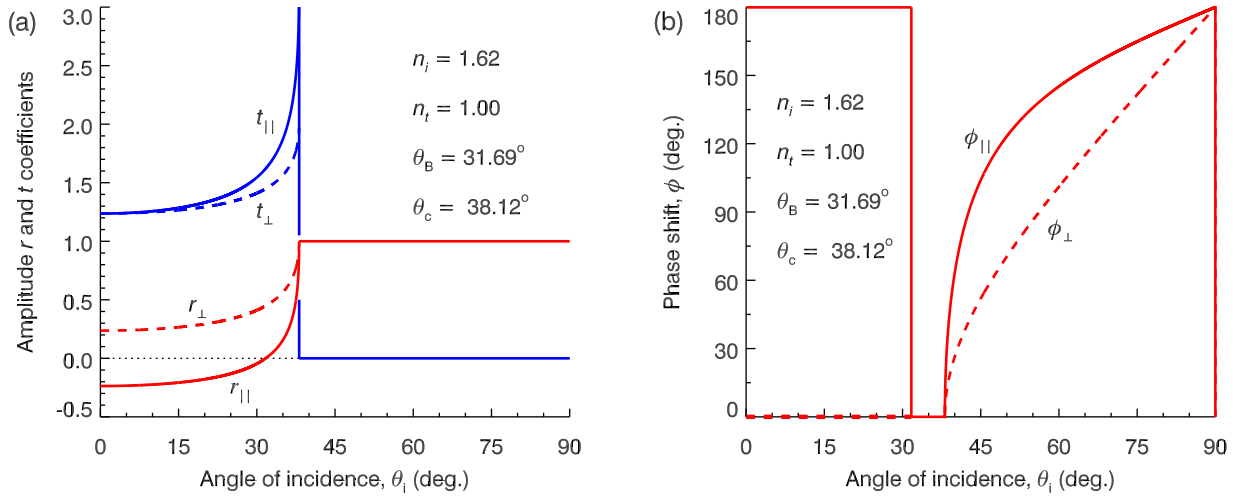 (a)
Amplitude r and t coefficients
3.0
2.5
2.0
1.5
1.0
0.5
0.0
-0.5
t||
t⊥
r⊥
r||
nᵢ = 1.62
nₜ = 1.00
θB = 31.69°
θc = 38.12°
0 15 30 45 60 75 90
Angle of incidence, θi (deg.)
(b)
Phase shift, ϕ (deg.)
180
150
120
90
60
30
0
nᵢ = 1.62
nₜ = 1.00
θB = 31.69°
θc = 38.12°
ϕ||
ϕ⊥
0 15 30 45 60 75 90
Angle of incidence, θi (deg.)